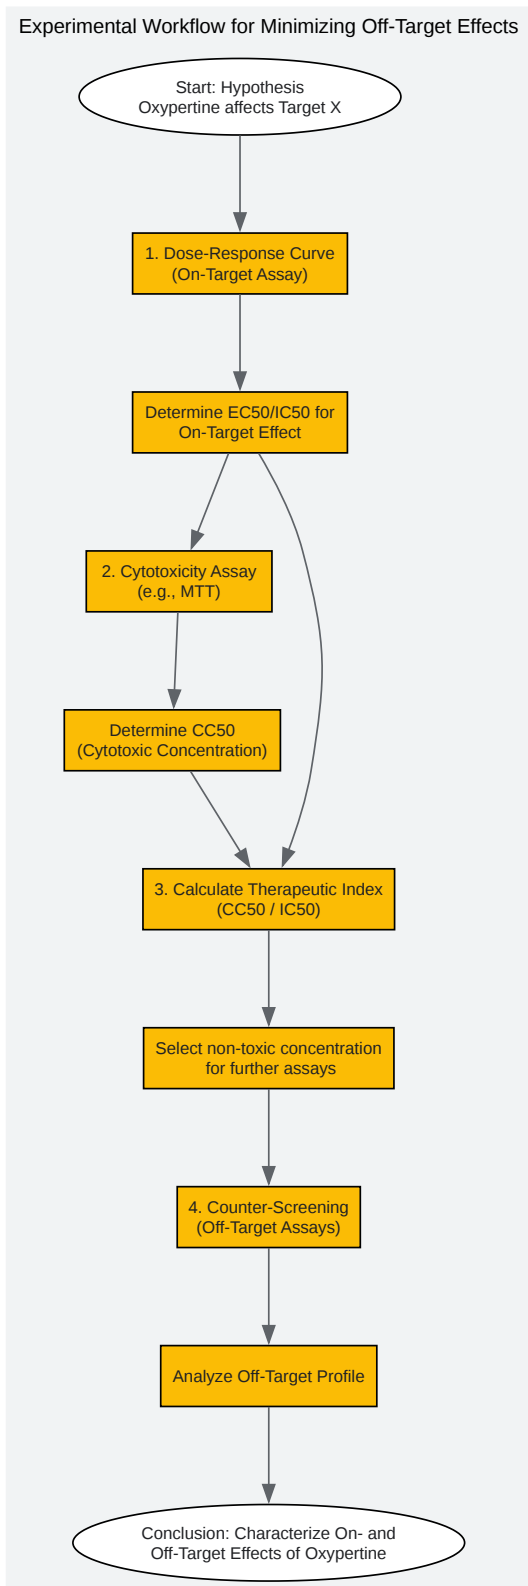 Experimental Workflow for Minimizing Off-Target Effects
Start: Hypothesis
Oxypertine affects Target X
1. Dose-Response Curve
(On-Target Assay)
Determine EC50/IC50 for
On-Target Effect
2. Cytotoxicity Assay
(e.g., MTT)
Determine CC50
(Cytotoxic Concentration)
3. Calculate Therapeutic Index
(CC50 / IC50)
Select non-toxic concentration
for further assays
4. Counter-Screening
(Off-Target Assays)
Analyze Off-Target Profile
Conclusion: Characterize On- and
Off-Target Effects of Oxypertine